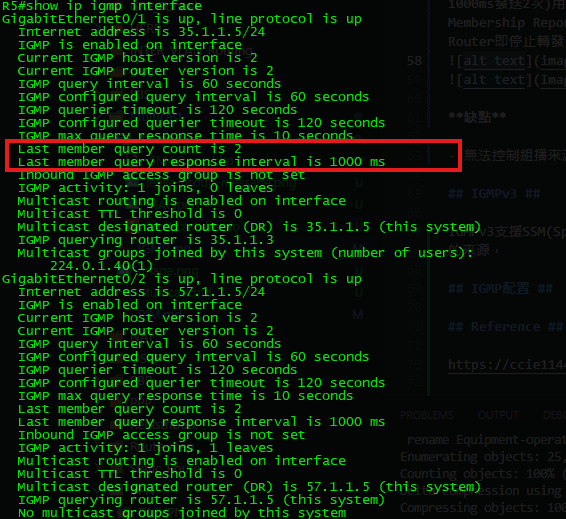 R5#show ip igmp interface
GigabitEthernet0/1 is up, line protocol is up
Internet address is 35.1.1.5/24
IGMP is enabled on interface
Current IGMP host version is 2
Current IGMP router version is 2
IGMP query interval is 60 seconds
IGMP configured query interval is 60 seconds
IGMP querier timeout is 120 seconds
IGMP configured querier timeout is 120 seconds
IGMP max query response time is 10 seconds
Last member query count is 2
Last member query response interval is 1000 ms
Inbound IGMP access group is not set
IGMP activity: 1 joins, 0 leaves
Multicast routing is enabled on interface
Multicast TTL threshold is 0
Multicast designated router (DR) is 35.1.1.5 (this system)
IGMP querying router is 35.1.1.3
Multicast groups joined by this system (number of users):
224.0.1.40(1)
GigabitEthernet0/2 is up, line protocol is up
Internet address is 57.1.1.5/24
IGMP is enabled on interface
Current IGMP host version is 2
Current IGMP router version is 2
IGMP query interval is 60 seconds
IGMP configured query interval is 60 seconds
IGMP querier timeout is 120 seconds
IGMP configured querier timeout is 120 seconds
IGMP max query response time is 10 seconds
Last member query count is 2
Last member query response interval is 1000 ms
Inbound IGMP access group is not set
IGMP activity: 1 joins, 1 leaves
Multicast routing is enabled on interface
Multicast TTL threshold is 0
Multicast designated router (DR) is 57.1.1.5 (this system)
IGMP querying router is 57.1.1.5 (this system)
No multicast groups joined by this system
1000ms發送2次)用
Membership Repor
Router即停止轉發
58
![alt text](imag
![alt text](Imag
**缺點**
無法控制組播來源
## IGMPv3 ##
支援SSM(Sp
## IGMP配置 ##
## Reference ##
https://ccie114
PROBLEMS OUTPUT DEBU
rename Equipment-operat
Enumerating objects: 25,
Counting objects: 100% (
compression using
Compressing objects: 100